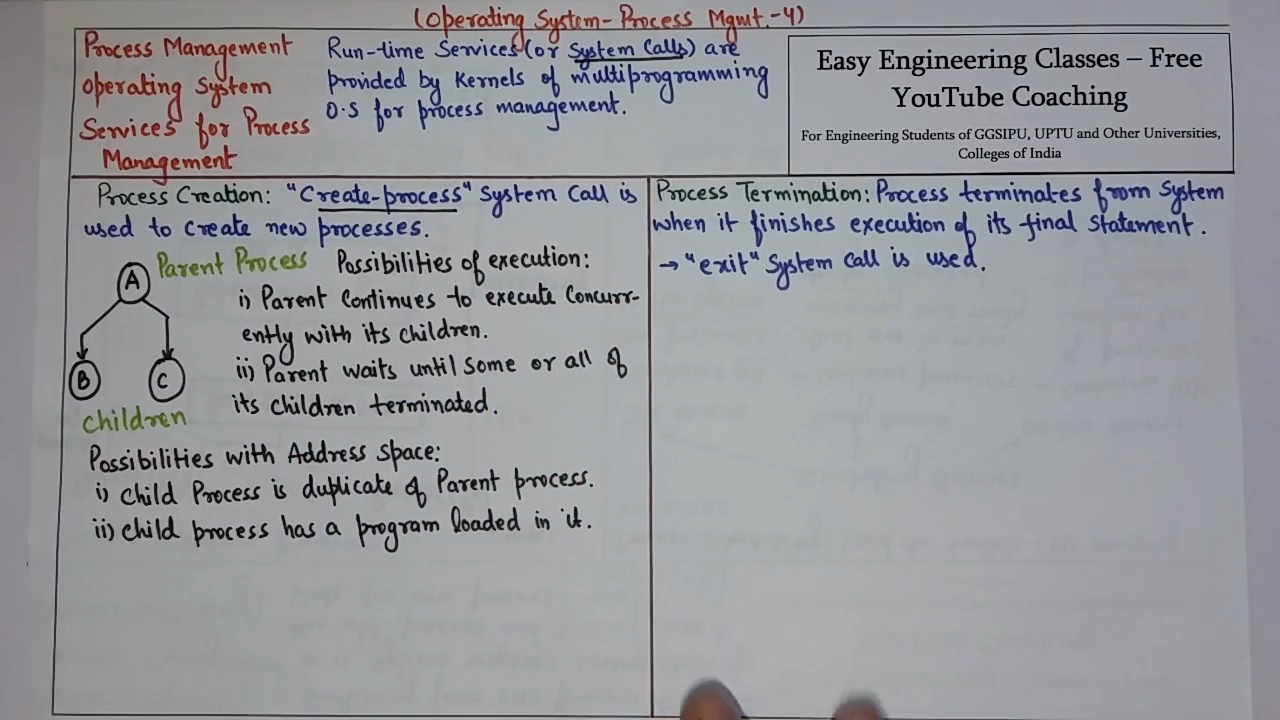 (Operating System-Process Mgmt.-4)
Process Management
Operating System
Services for Process
Management
Run-time Services (or System Calls) are
provided by Kernels of multiprogramming
O.S for process management.
Easy Engineering Classes – Free
YouTube Coaching
For Engineering Students of GGSIPU, UPTU and Other Universities,
Colleges of India
Process Creation: "Create-process" System Call is
used to create new processes.
A Parent Process
B C
Children
Possibilities of execution:
i) Parent Continues to execute Concurr-
ently with its children.
ii) Parent waits until Some or all of
its children terminated.
Possibilities with Address Space:
i) Child Process is duplicate of Parent process.
ii) Child process has a program loaded in it.
Process Termination: Process terminates from System
when it finishes execution of its final Statement.
→ "exit" System Call is used.